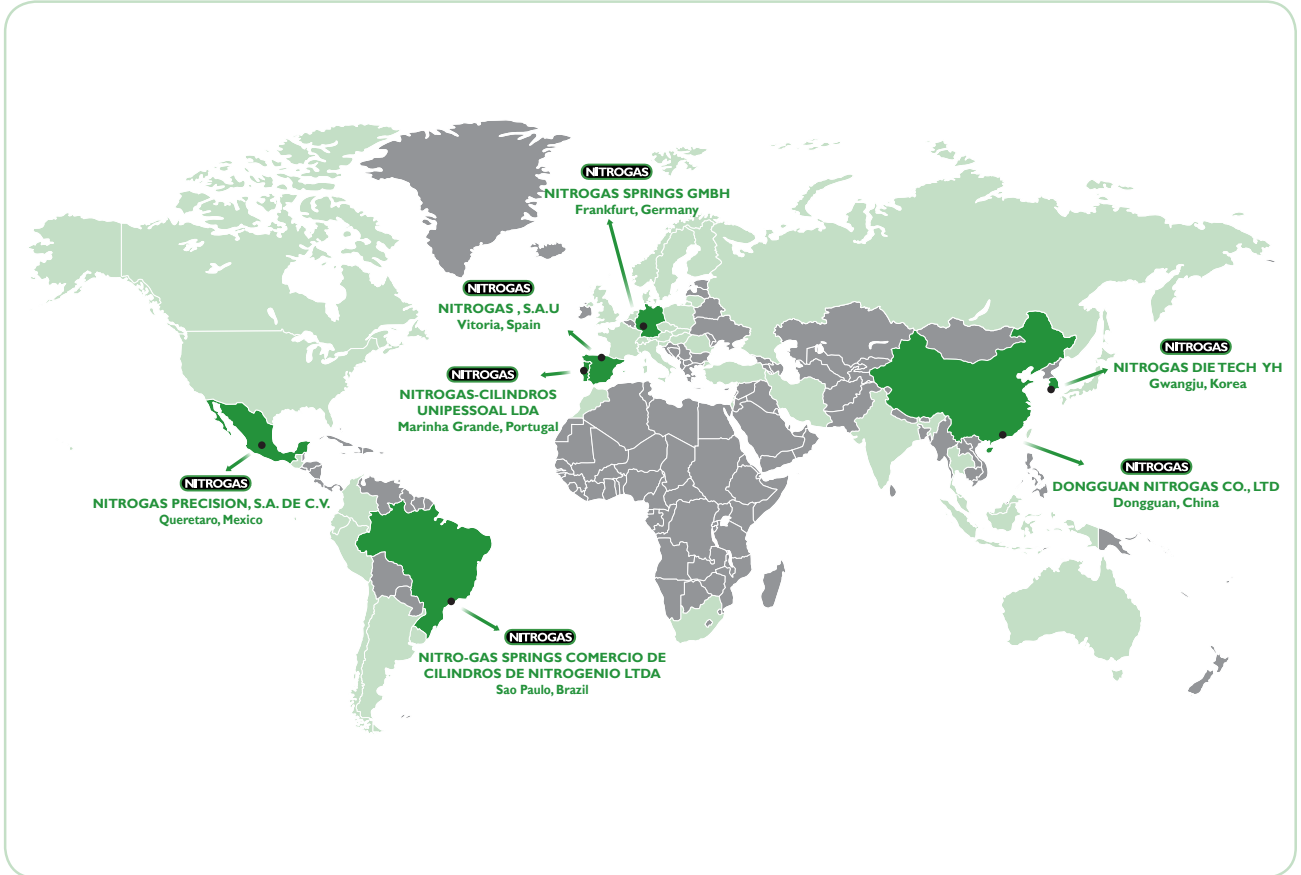 NITROGAS
NITROGAS SPRINGS GMBH
Frankfurt, Germany
NITROGAS
NITROGAS , S.A.U
Vitoria, Spain
NITROGAS
NITROGAS-CILINDROS
UNIPESSOAL LDA
Marinha Grande, Portugal
NITROGAS
NITROGAS DIE TECH YH
Gwangju, Korea
NITROGAS
DONGGUAN NITROGAS CO., LTD
Dongguan, China
NITROGAS
NITROGAS PRECISION, S.A. DE C.V.
Queretaro, Mexico
NITROGAS
NITRO-GAS SPRINGS COMERCIO DE
CILINDROS DE NITROGENIO LTDA
Sao Paulo, Brazil